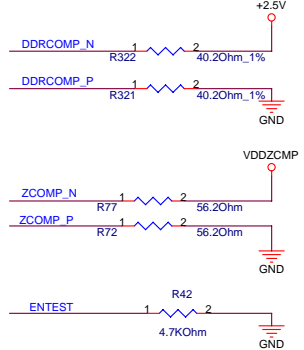 +2.5V
DDRCOMP_N 1 2
R322 40.2Ohm_1%
DDRCOMP_P 1 2
R321 40.2Ohm_1%
GND
VDDZCMP
ZCOMP_N 1 2
R77 56.2Ohm
ZCOMP_P 1 2
R72 56.2Ohm
GND
R42
ENTEST 1 2
4.7KOhm
GND